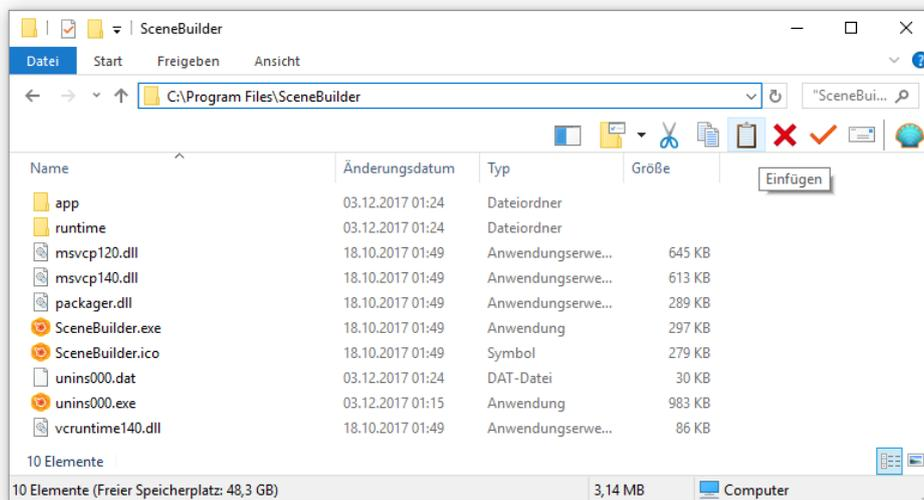 SceneBuilder
Datei Start Freigeben Ansicht
C:\Program Files\SceneBuilder "SceneBui...
Einfügen
Name Änderungsdatum Typ Größe
app 03.12.2017 01:24 Dateiordner
runtime 03.12.2017 01:24 Dateiordner
msvcp120.dll 18.10.2017 01:49 Anwendungserwe... 645 KB
msvcp140.dll 18.10.2017 01:49 Anwendungserwe... 613 KB
packager.dll 18.10.2017 01:49 Anwendungserwe... 289 KB
SceneBuilder.exe 18.10.2017 01:49 Anwendung 297 KB
SceneBuilder.ico 18.10.2017 01:49 Symbol 279 KB
unins000.dat 03.12.2017 01:24 DAT-Datei 30 KB
unins000.exe 03.12.2017 01:15 Anwendung 983 KB
vcruntime140.dll 18.10.2017 01:49 Anwendungserwe... 86 KB
10 Elemente
10 Elemente (Freier Speicherplatz: 48,3 GB) 3,14 MB Computer